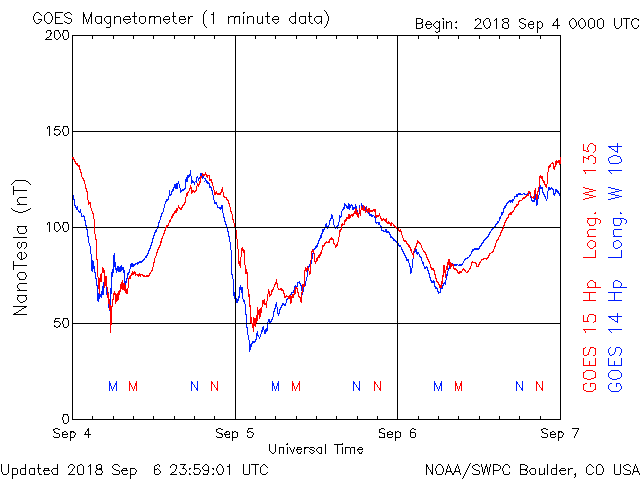 GOES Magnetometer (1 minute data)
Begin: 2018 Sep 4 0000 UTC
200
150
100
50
0
NanoTesla (nT)
M M N N M M N N M M N N
Sep 4 Sep 5 Sep 6 Sep 7
Universal Time
GOES 15 Hp Long. W 135
GOES 14 Hp Long. W 104
Updated 2018 Sep 6 23:59:01 UTC
NOAA/SWPC Boulder, CO USA